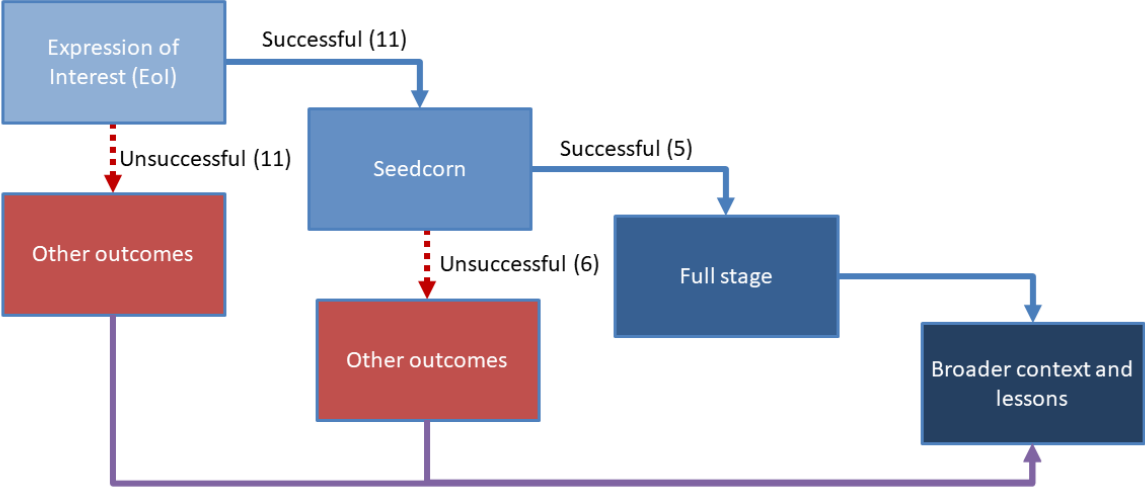 Expression of
Interest (EoI)
Successful (11)
Unsuccessful (11)
Other outcomes
Seedcorn
Successful (5)
Unsuccessful (6)
Other outcomes
Full stage
Broader context and
lessons